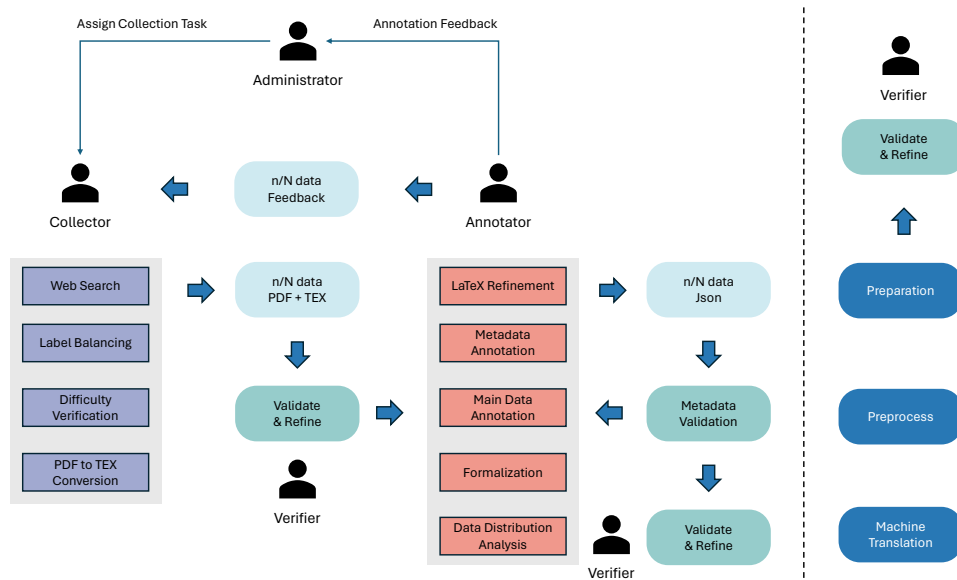 Assign Collection Task
Annotation Feedback
Administrator
Verifier
Validate
& Refine
Collector
n/N data
Feedback
Annotator
Web Search
Label Balancing
Difficulty
Verification
PDF to TEX
Conversion
n/N data
PDF + TEX
Validate
& Refine
Verifier
LaTeX Refinement
Metadata
Annotation
Main Data
Annotation
Formalization
Data Distribution
Analysis
n/N data
Json
Metadata
Validation
Validate
& Refine
Verifier
Preparation
Preprocess
Machine
Translation